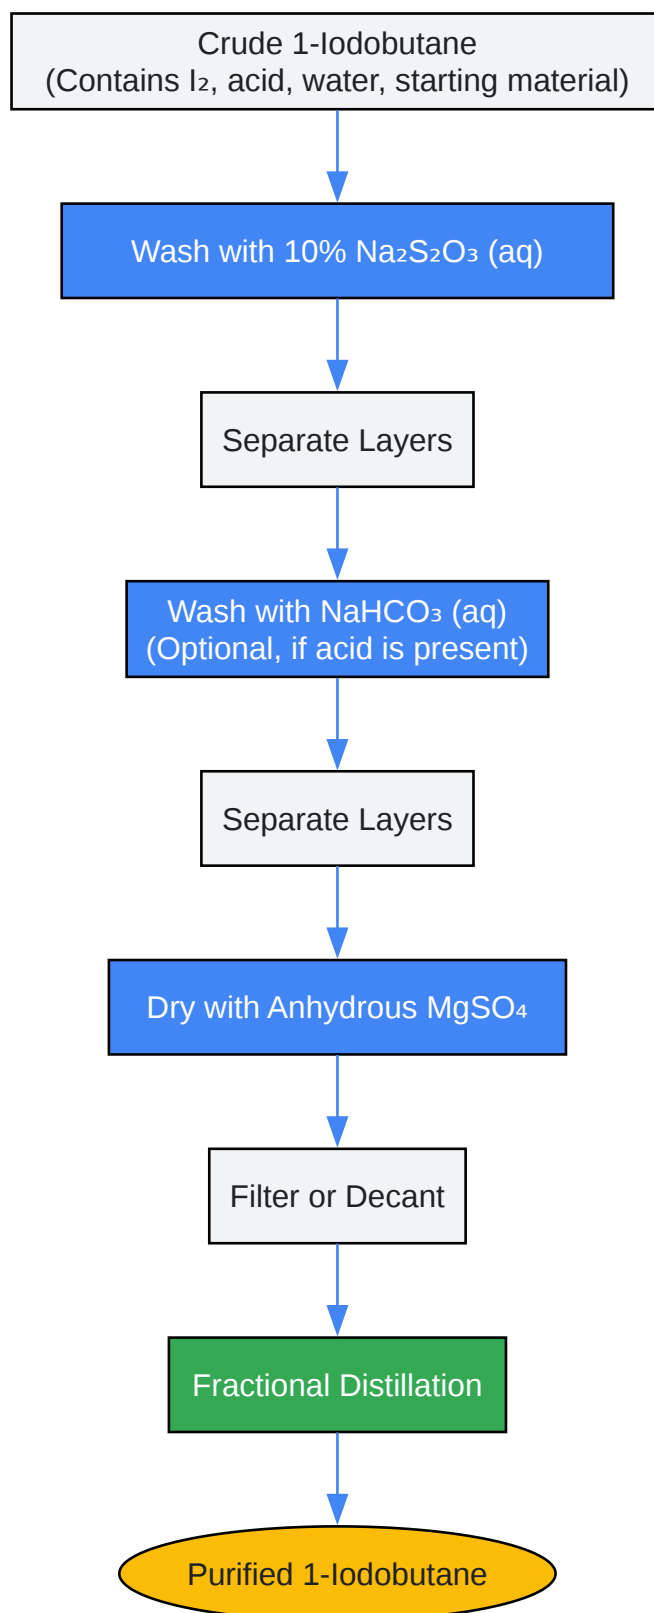 Crude 1-Iodobutane
(Contains I₂, acid, water, starting material)
Wash with 10% Na₂S₂O₃ (aq)
Separate Layers
Wash with NaHCO₃ (aq)
(Optional, if acid is present)
Separate Layers
Dry with Anhydrous MgSO₄
Filter or Decant
Fractional Distillation
Purified 1-Iodobutane